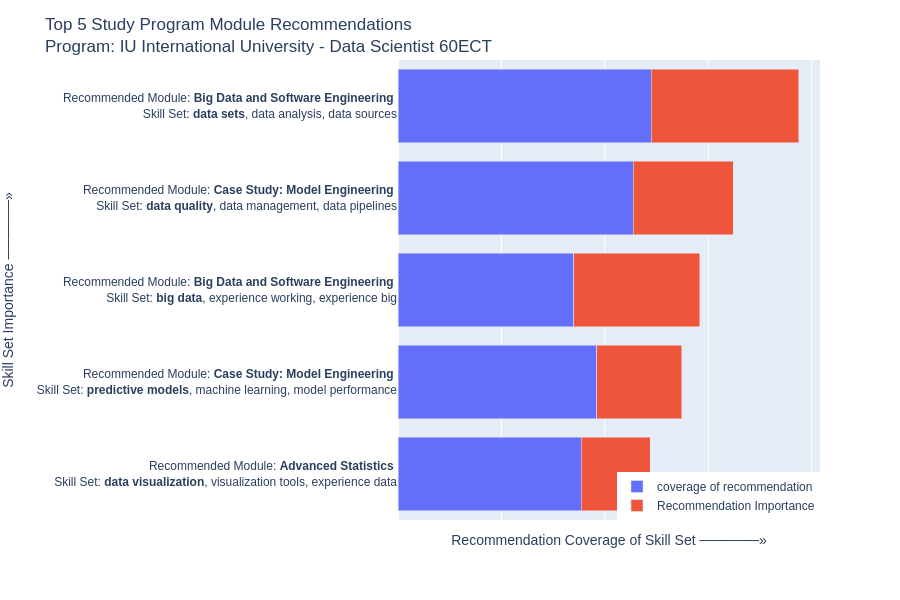 Top 5 Study Program Module Recommendations
Program: IU International University - Data Scientist 60ECT
Recommended Module: Big Data and Software Engineering
Skill Set: data sets, data analysis, data sources
Recommended Module: Case Study: Model Engineering
Skill Set: data quality, data management, data pipelines
Recommended Module: Big Data and Software Engineering
Skill Set: big data, experience working, experience big
Recommended Module: Case Study: Model Engineering
Skill Set: predictive models, machine learning, model performance
Recommended Module: Advanced Statistics
Skill Set: data visualization, visualization tools, experience data
Skill Set Importance ————»
coverage of recommendation
Recommendation Importance
Recommendation Coverage of Skill Set ————»